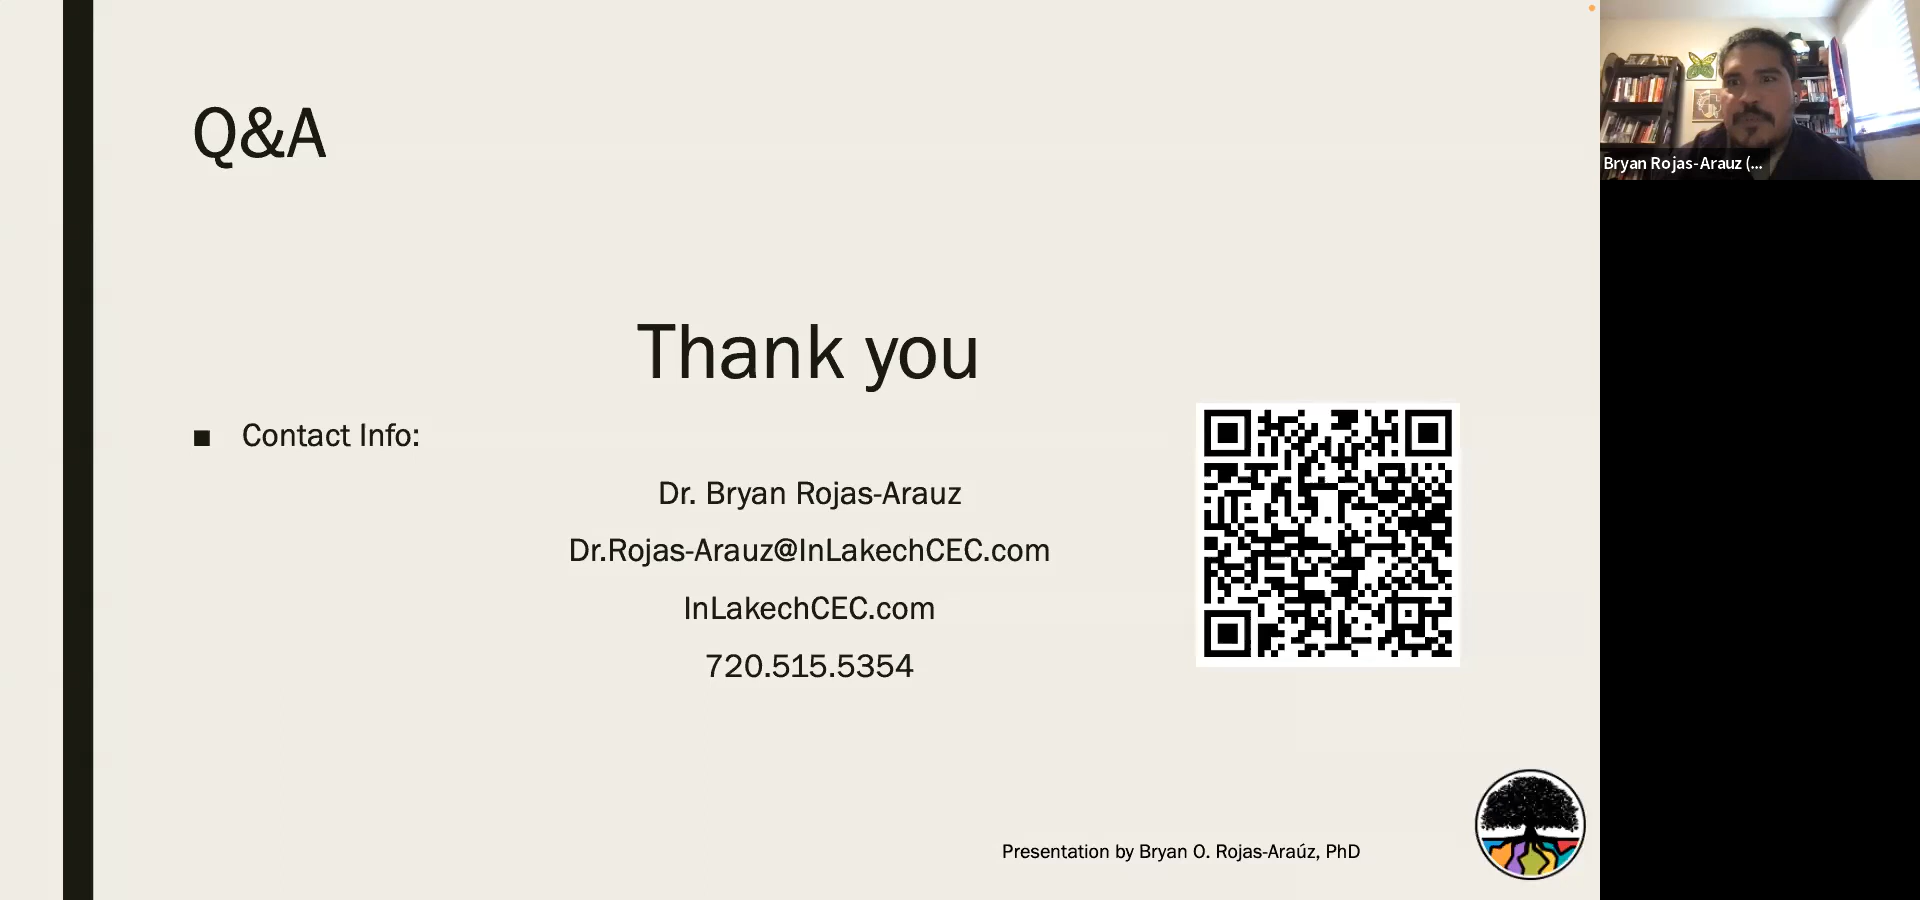 Q&A
Thank you
■ Contact Info:
Dr. Bryan Rojas-Arauz
Dr.Rojas-Arauz@InLakechCEC.com
InLakechCEC.com
720.515.5354
Presentation by Bryan O. Rojas-Araúz, PhD
Bryan Rojas-Arauz (...